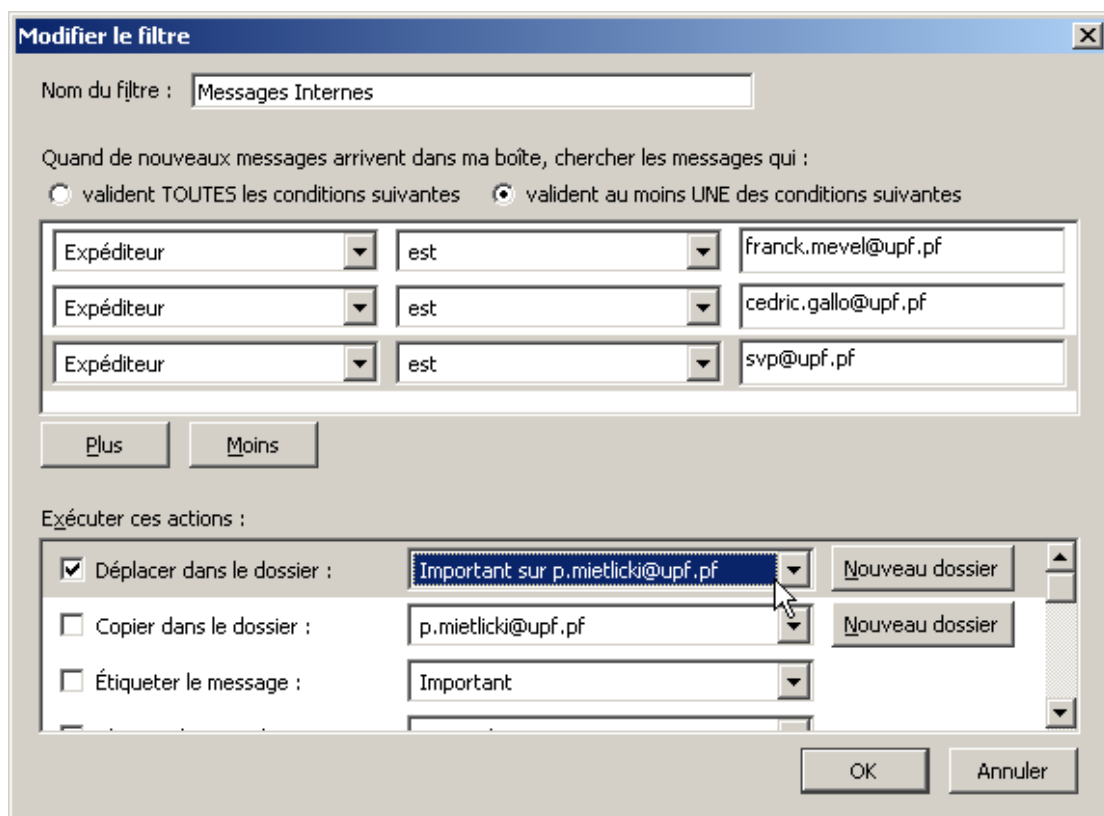 Modifier le filtre
Nom du filtre : Messages Internes
Quand de nouveaux messages arrivent dans ma boîte, chercher les messages qui :
valident TOUTES les conditions suivantes valident au moins UNE des conditions suivantes
Expéditeur est franck.mevel@upf.pf
Expéditeur est cedric.gallo@upf.pf
Expéditeur est svp@upf.pf
Plus Moins
Exécuter ces actions :
Déplacer dans le dossier : Important sur p.mietlicki@upf.pf Nouveau dossier
Copier dans le dossier : p.mietlicki@upf.pf Nouveau dossier
Étiqueter le message : Important
OK Annuler